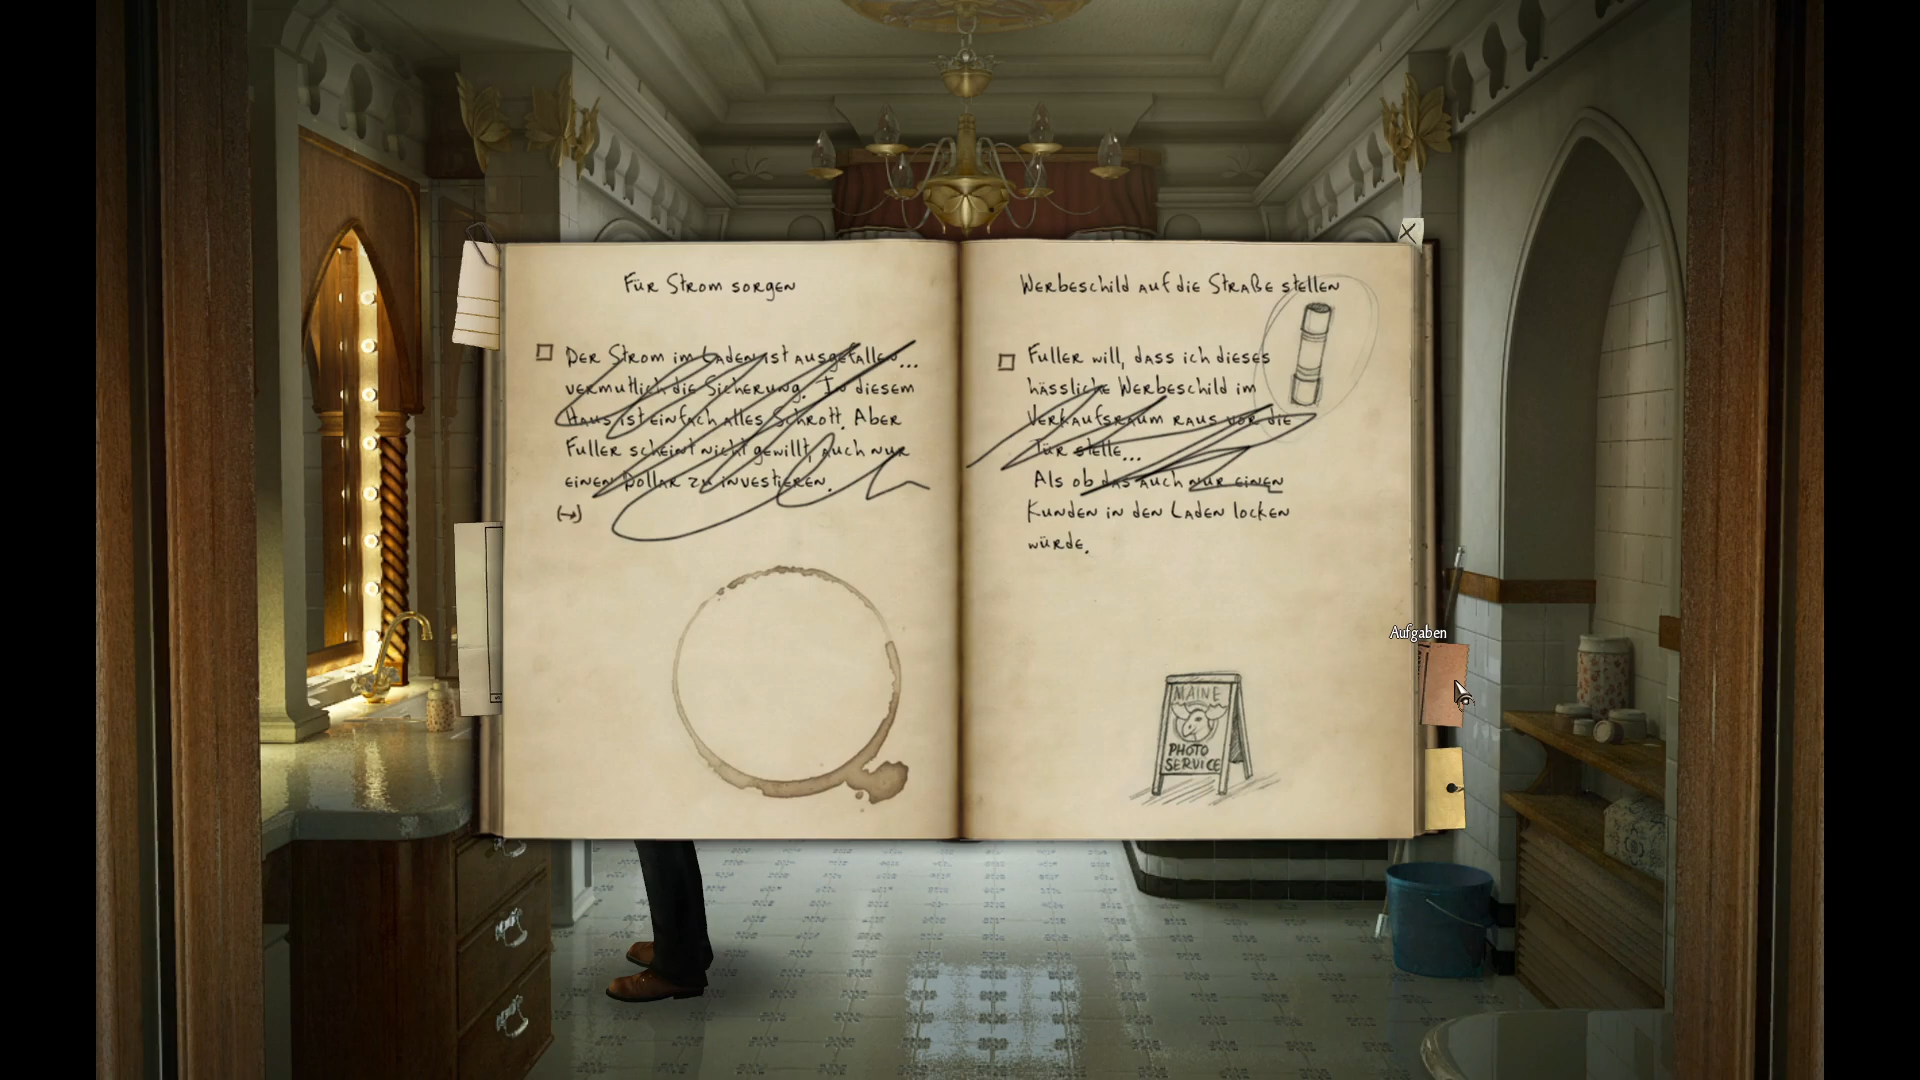 Für Strom sorgen
Der Strom im Laden ist ausgefallen...
vermutlich die Sicherung. In diesem
Haus ist einfach alles Schrott. Aber
Fuller scheint nicht gewillt, auch nur
einen Dollar zu investieren.
(→)
Werbeschild auf die Straße stellen
Fuller will, dass ich dieses
hässliche Werbeschild im
Verkaufsraum raus vor die
Tür stelle...
Als ob das auch nur einen
Kunden in den Laden locken
würde.
MAINE
PHOTO
SERVICE
Aufgaben